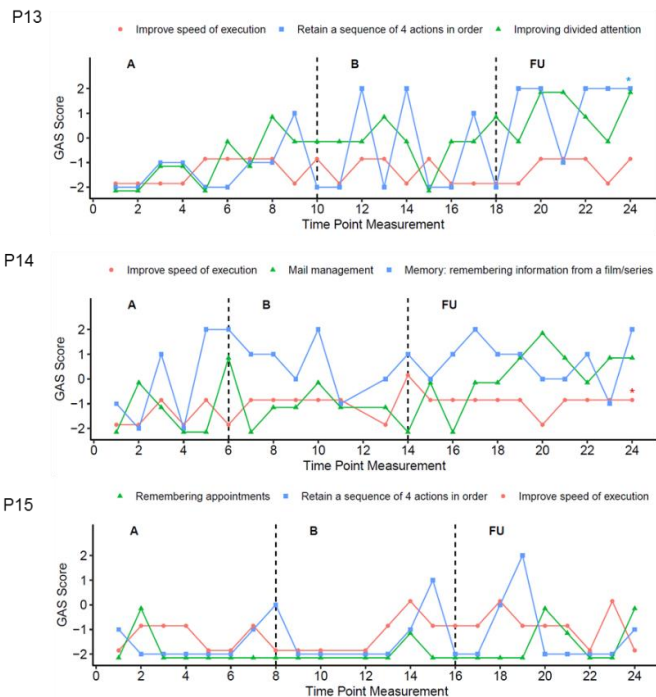 P13
Improve speed of execution Retain a sequence of 4 actions in order Improving divided attention
A B FU
GAS Score
2
1
0
−1
−2
*
0 2 4 6 8 10 12 14 16 18 20 22 24
Time Point Measurement
P14
Improve speed of execution Mail management Memory: remembering information from a film/series
A B FU
GAS Score
2
1
0
−1
−2
*
0 2 4 6 8 10 12 14 16 18 20 22 24
Time Point Measurement
P15
Remembering appointments Retain a sequence of 4 actions in order Improve speed of execution
A B FU
GAS Score
2
1
0
−1
−2
0 2 4 6 8 10 12 14 16 18 20 22 24
Time Point Measurement